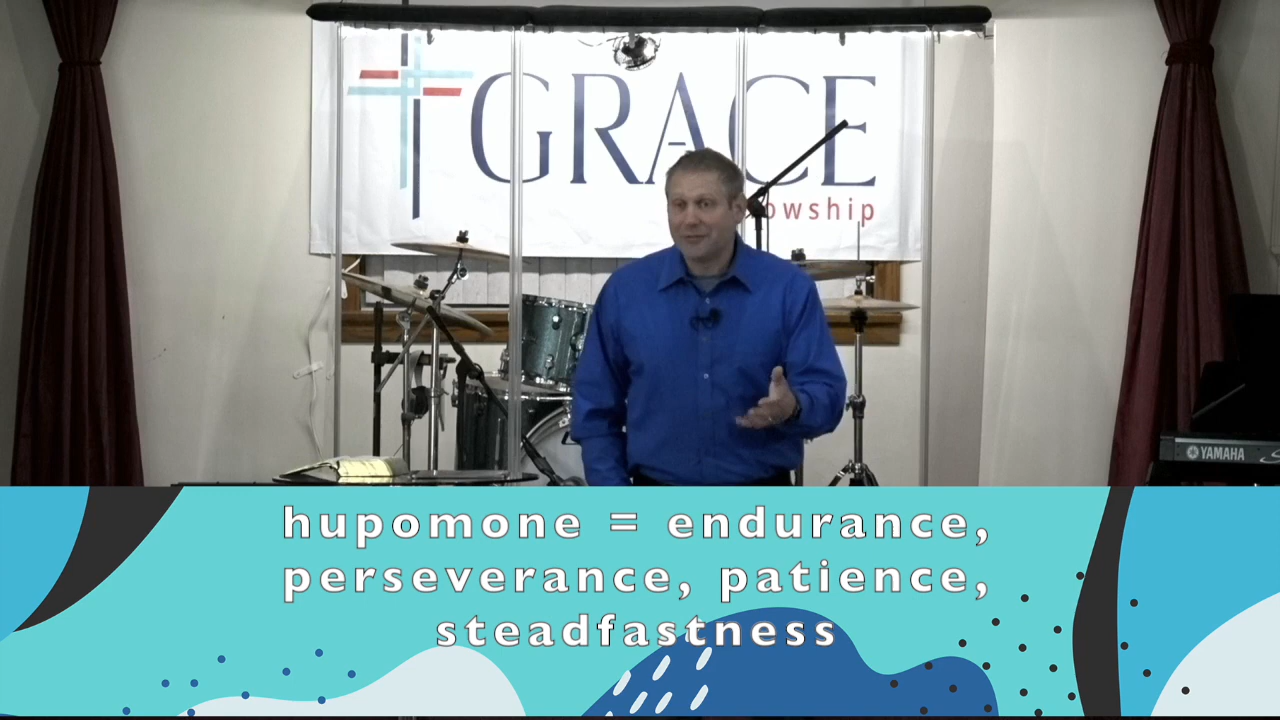 GRACE
owship
YAMAHA
hupomone = endurance,
perseverance, patience,
steadfastness